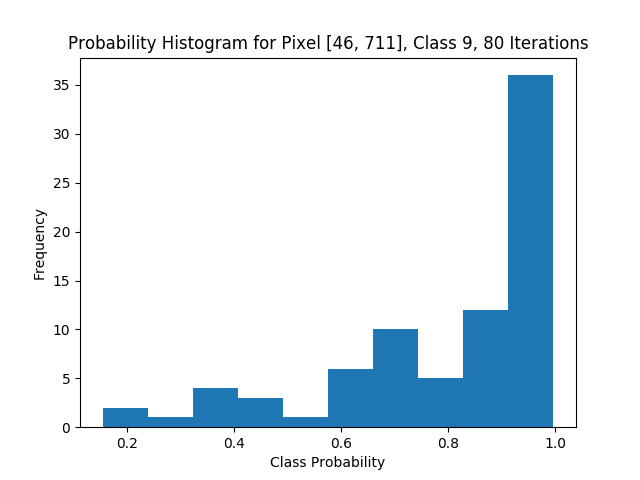 Probability Histogram for Pixel [46, 711], Class 9, 80 Iterations
35
30
25
20
15
10
5
0
Frequency
0.2 0.4 0.6 0.8 1.0
Class Probability